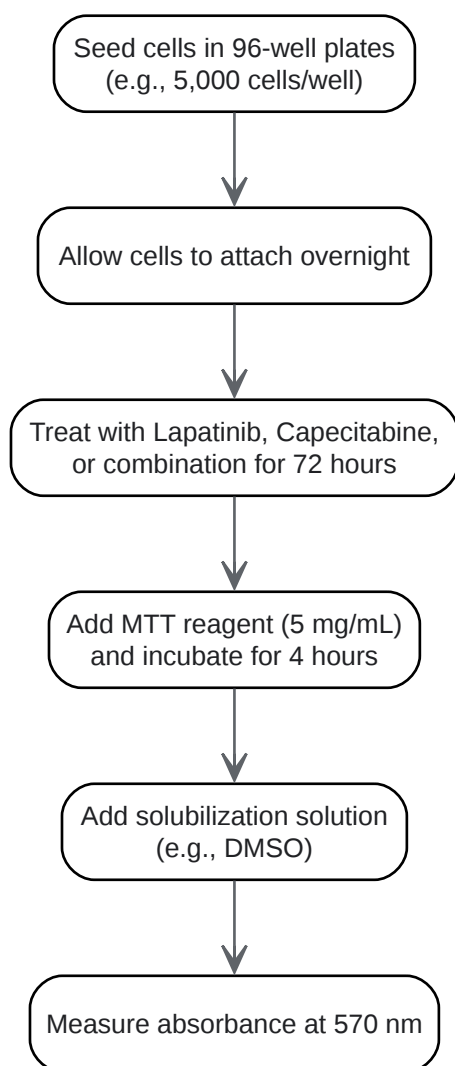 Seed cells in 96-well plates
(e.g., 5,000 cells/well)
Allow cells to attach overnight
Treat with Lapatinib, Capecitabine,
or combination for 72 hours
Add MTT reagent (5 mg/mL)
and incubate for 4 hours
Add solubilization solution
(e.g., DMSO)
Measure absorbance at 570 nm